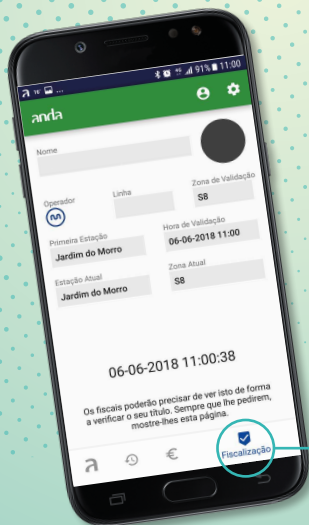 91% 11:00
anda
Nome
Operador
Linha
Zona de Validação
S8
Primeira Estação
Jardim do Morro
Hora de Validação
06-06-2018 11:00
Estação Atual
Jardim do Morro
Zona Atual
S8
06-06-2018 11:00:38
Os fiscais poderão precisar de ver isto de forma
a verificar o seu título. Sempre que lhe pedirem,
mostre-lhes esta página.
Fiscalização